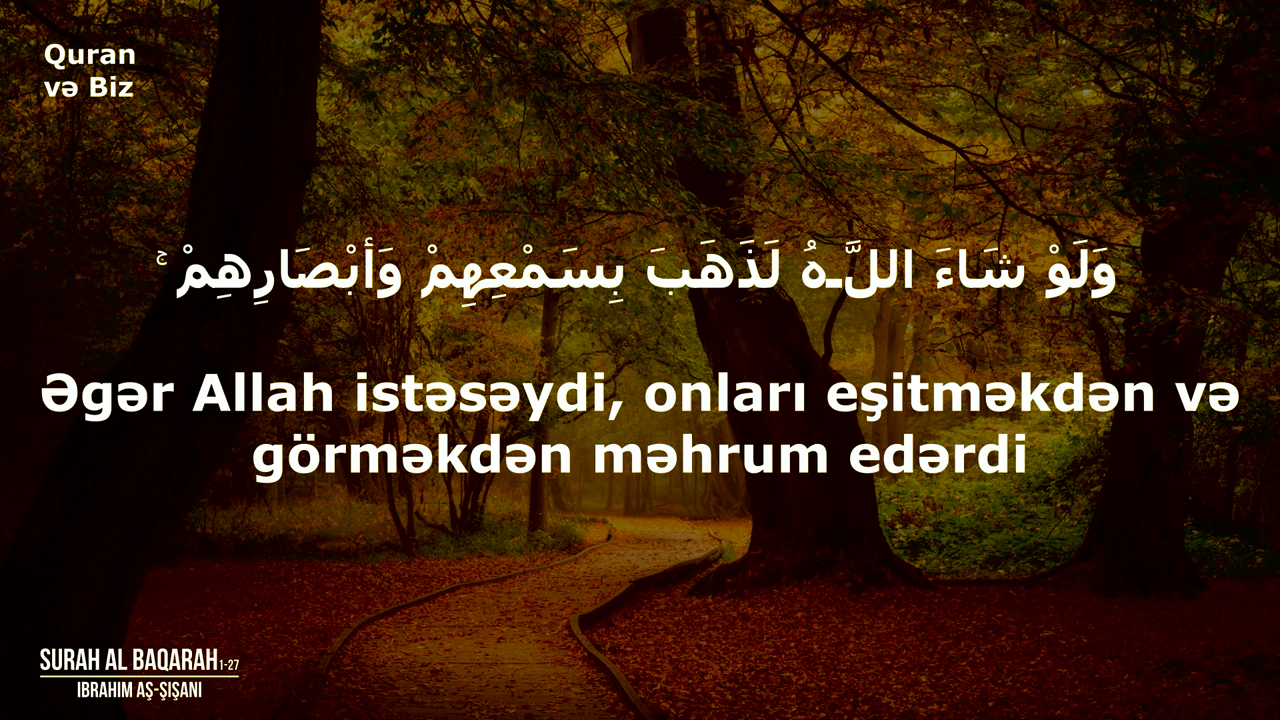 Quran
və Biz
وَلَوْ شَاءَ اللَّـهُ لَذَهَبَ بِسَمْعِهِمْ وَأَبْصَارِهِمْ ۚ
Əgər Allah istəsəydi, onları eşitməkdən və
görməkdən məhrum edərdi
SURAH AL BAQARAH 1-27
IBRAHIM AŞ-ŞIŞANI